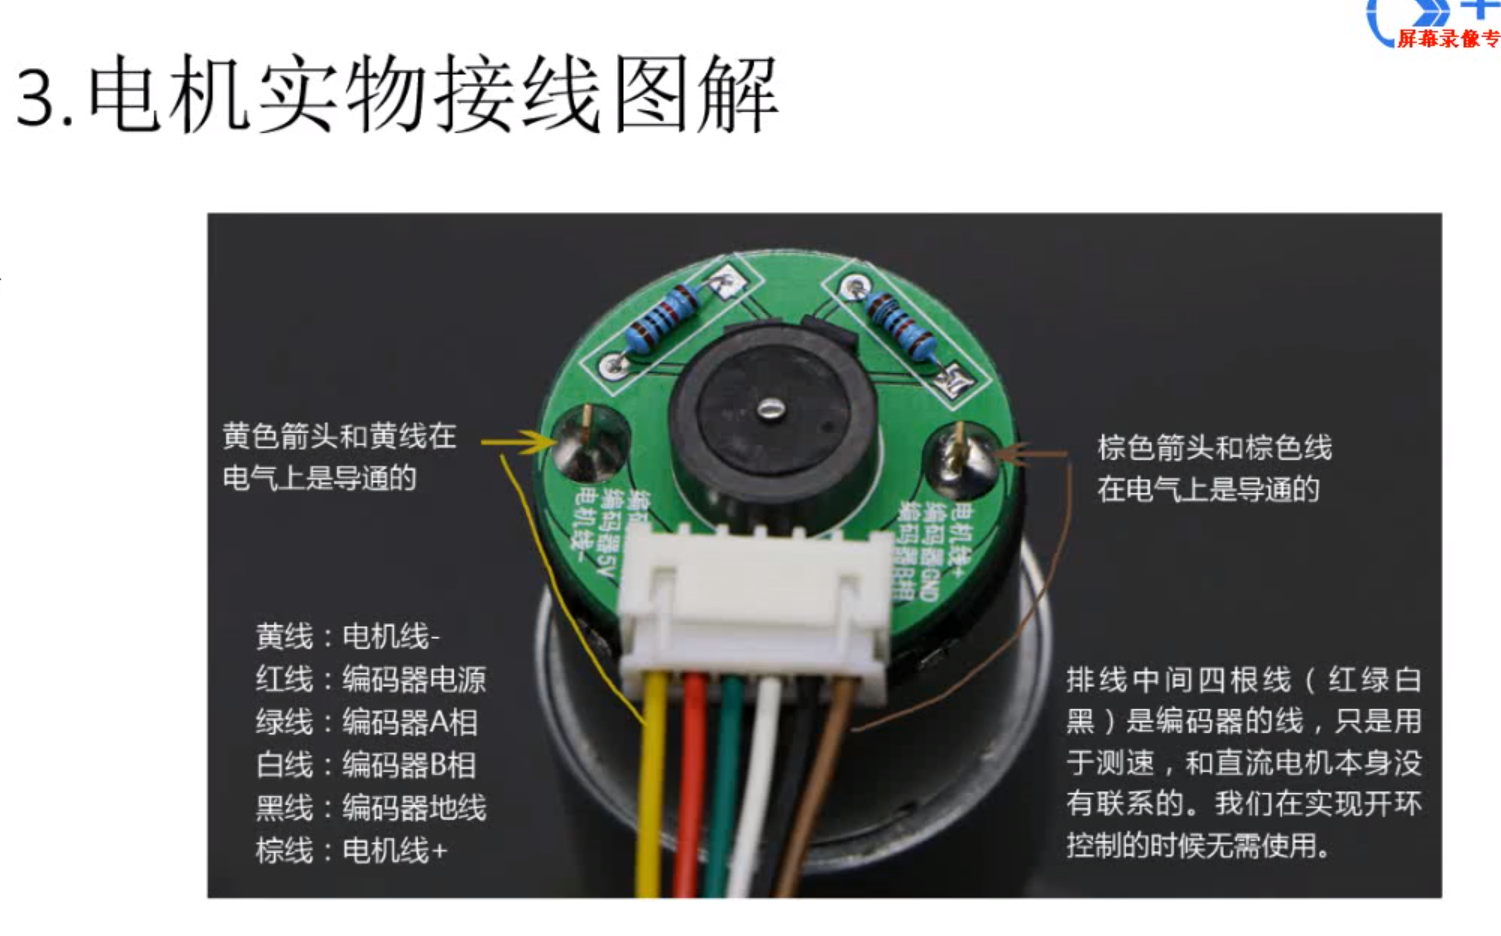 屏幕录像专
3.电机实物接线图解
黄色箭头和黄线在
电气上是导通的
棕色箭头和棕色线
在电气上是导通的
电机线-
编码器5V
电机线+
编码器GND
编码器B相
黄线：电机线-
红线：编码器电源
绿线：编码器A相
白线：编码器B相
黑线：编码器地线
棕线：电机线+
排线中间四根线（红绿白
黑）是编码器的线，只是用
于测速，和直流电机本身没
有联系的。我们在实现开环
控制的时候无需使用。